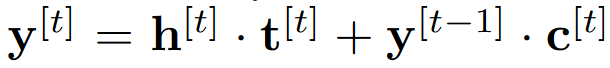 𝐲^[t] = 𝐡^[t] · 𝐭^[t] + 𝐲^[t−1] · 𝐜^[t]